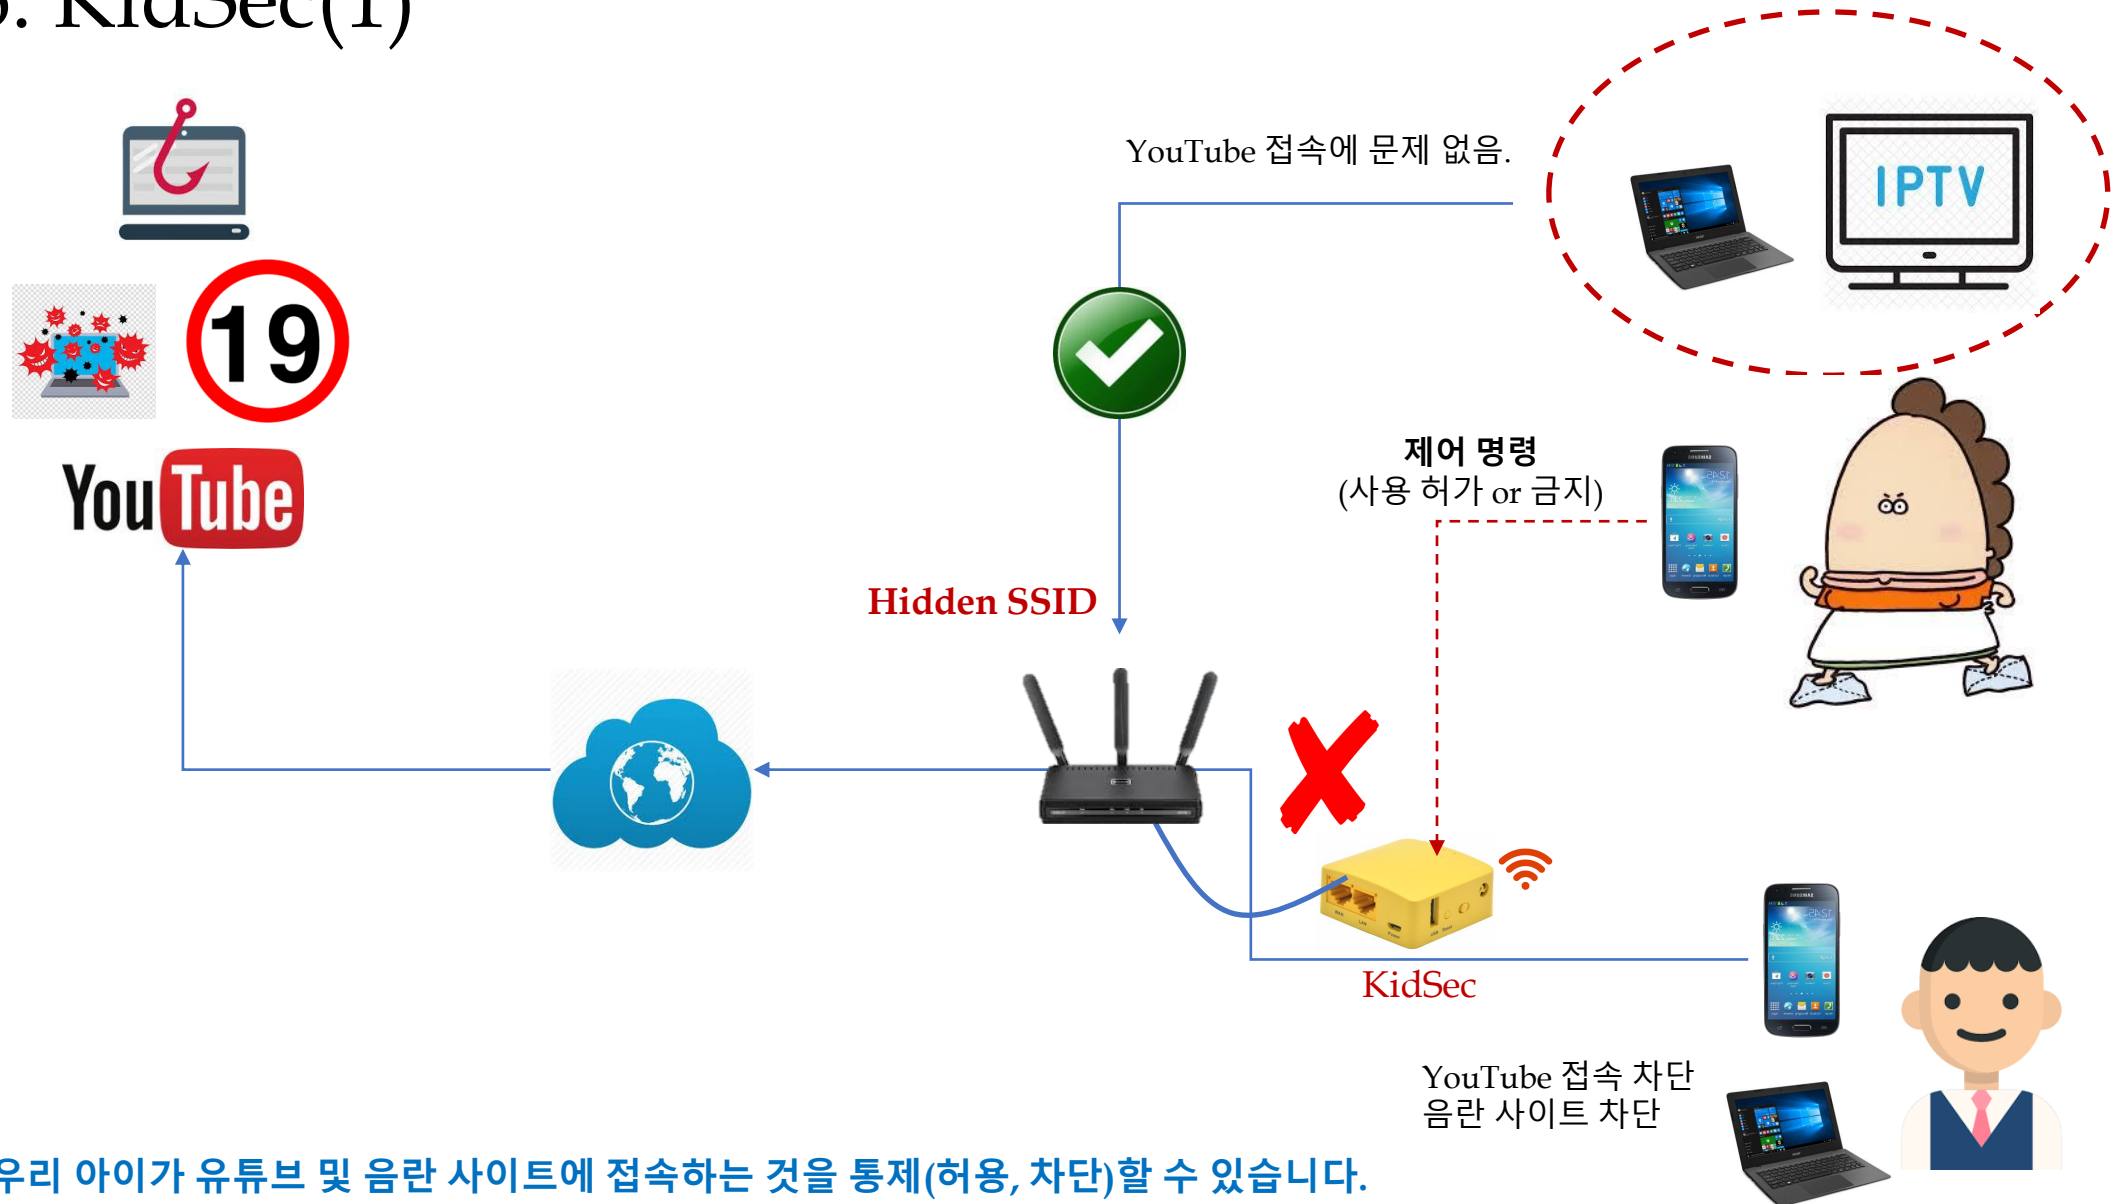 . KidSec(1)
YouTube 접속에 문제 없음.
IPTV
19
YouTube
제어 명령
(사용 허가 or 금지)
Hidden SSID
KidSec
YouTube 접속 차단
음란 사이트 차단
우리 아이가 유튜브 및 음란 사이트에 접속하는 것을 통제(허용, 차단)할 수 있습니다.